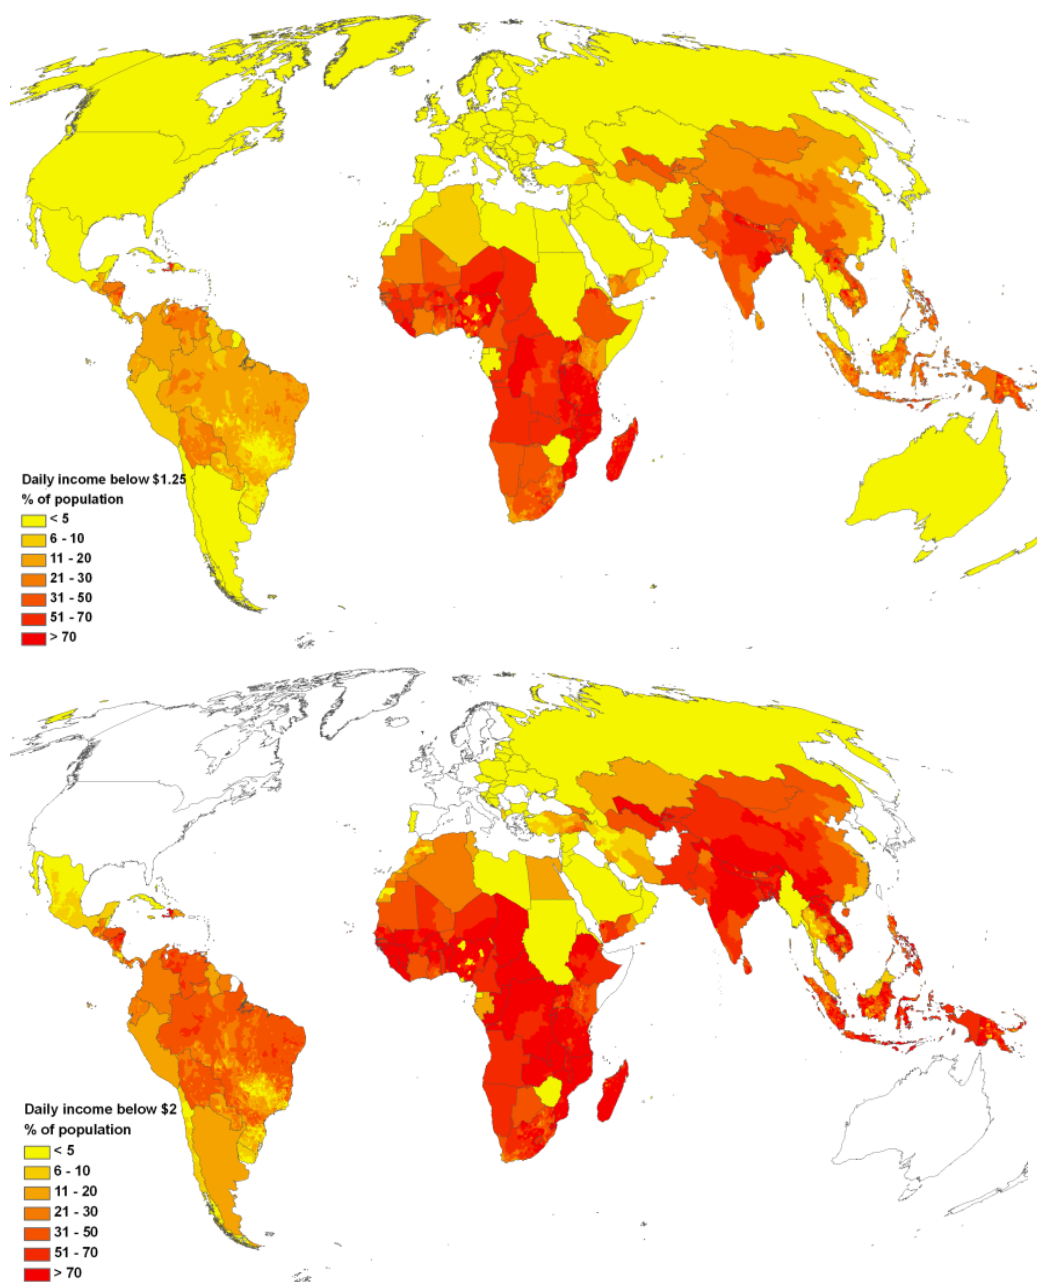 Daily income below $1.25
% of population
< 5
6 - 10
11 - 20
21 - 30
31 - 50
51 - 70
> 70
Daily income below $2
% of population
< 5
6 - 10
11 - 20
21 - 30
31 - 50
51 - 70
> 70